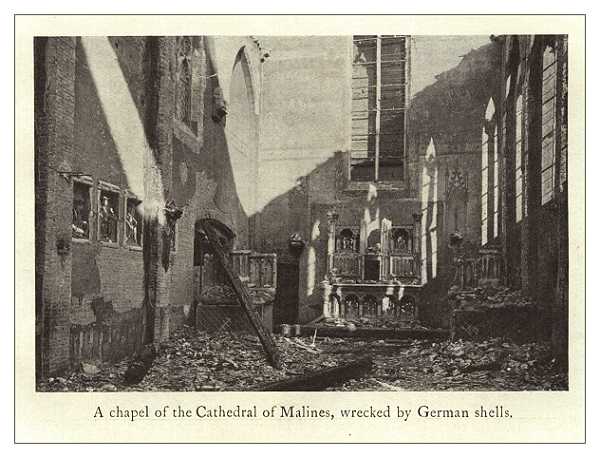 A chapel of the Cathedral of Malines, wrecked by German shells.